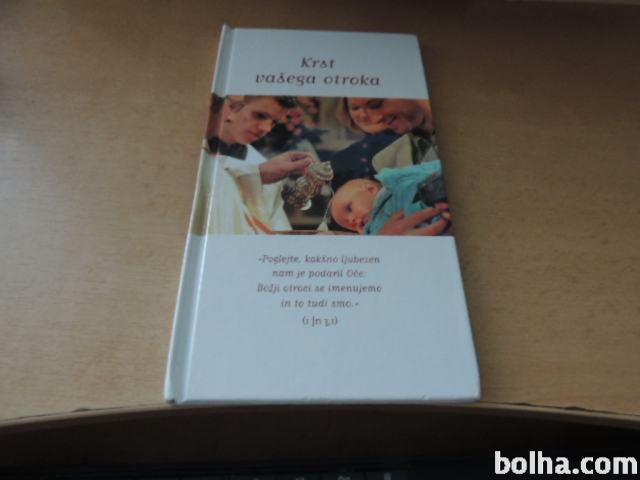 Krst
vašega otroka
»Poglejte, kakšno ljubezen
nam je podaril Oče:
Božji otroci se imenujemo
in to tudi smo.«
(1 Jn 3,1)
bolha.com